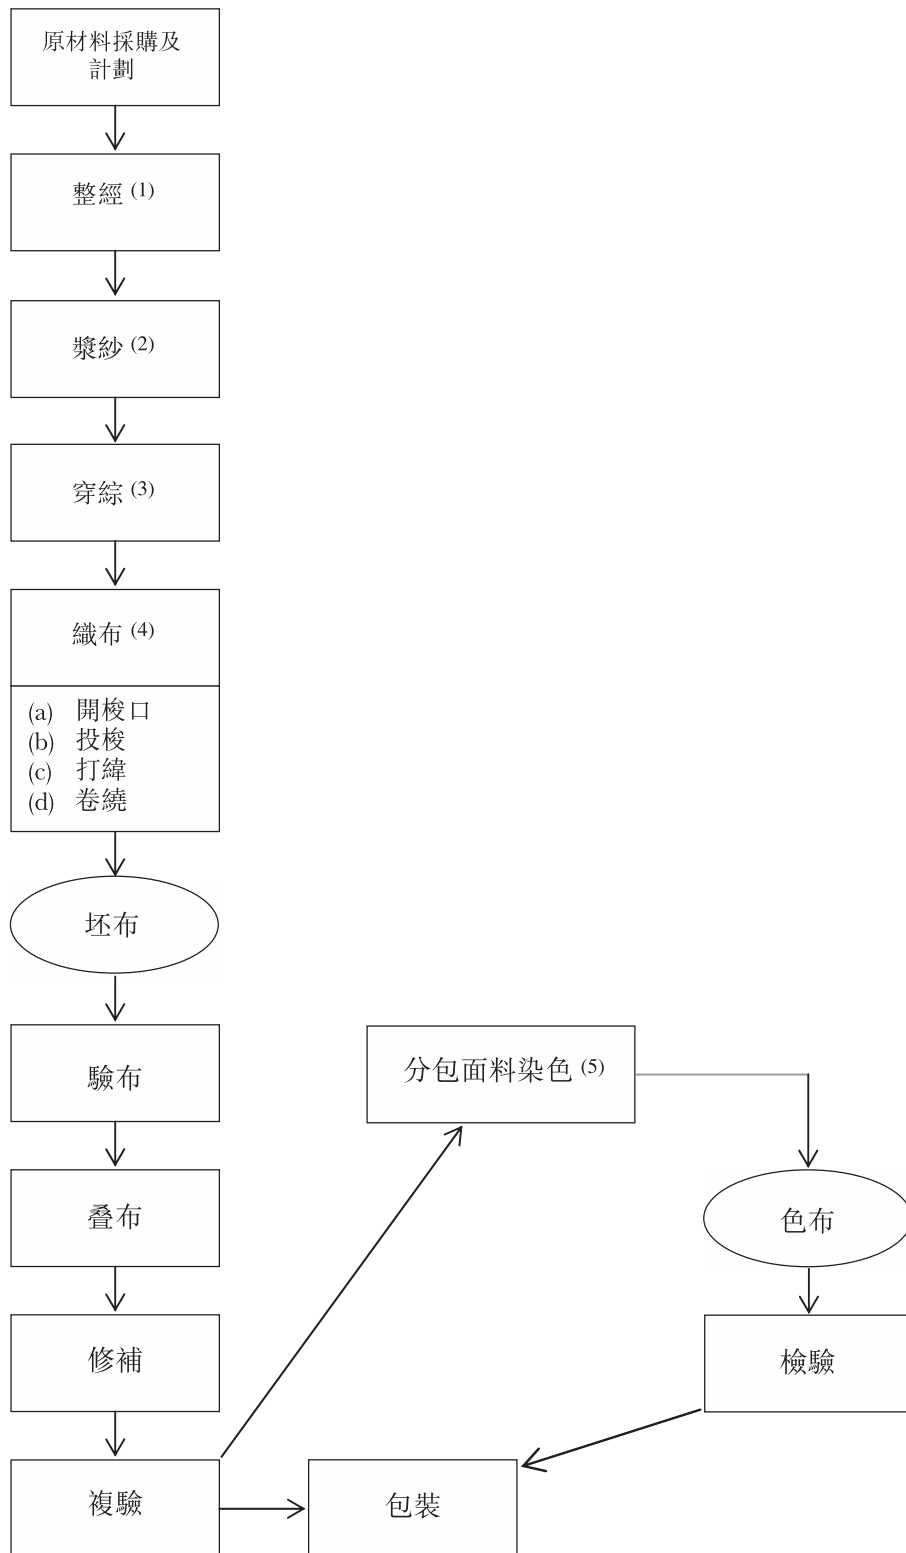 原材料採購及
計劃
整經 (1)
漿紗 (2)
穿綜 (3)
織布 (4)
(a) 開梭口
(b) 投梭
(c) 打緯
(d) 卷繞
坯布
驗布
叠布
修補
複驗
分包面料染色 (5)
色布
檢驗
包裝